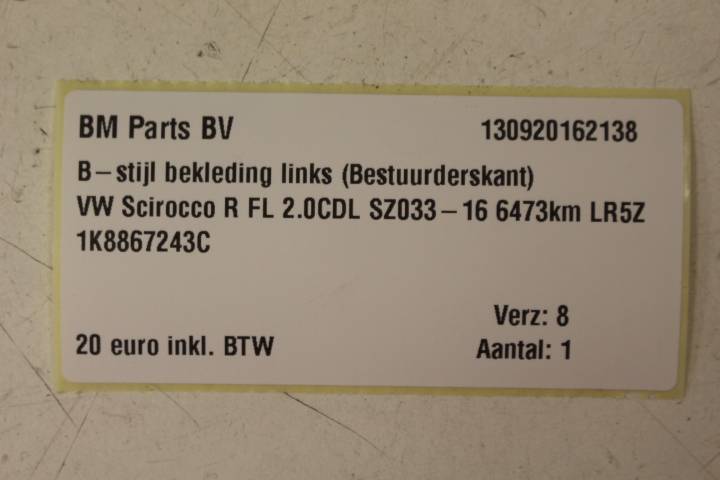 BM Parts BV 130920162138
B-stijl bekleding links (Bestuurderskant)
VW Scirocco R FL 2.0CDL SZ033-16 6473km LR5Z
1K8867243C
Verz: 8
20 euro inkl. BTW Aantal: 1